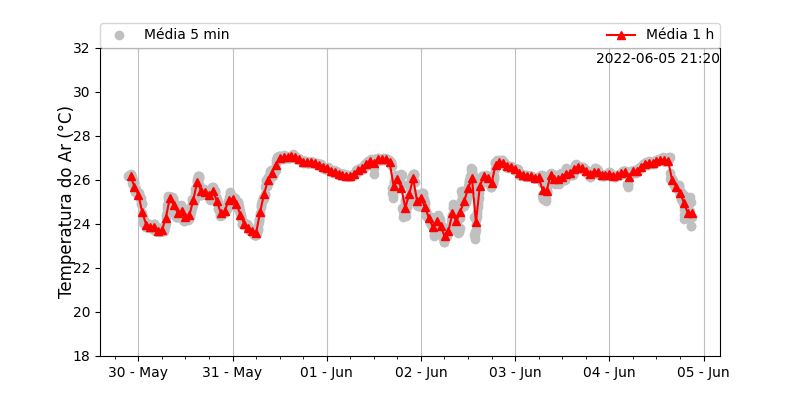 Média 5 min
Média 1 h
2022-06-05 21:20
Temperatura do Ar (°C)
32
30
28
26
24
22
20
18
30 - May
31 - May
01 - Jun
02 - Jun
03 - Jun
04 - Jun
05 - Jun